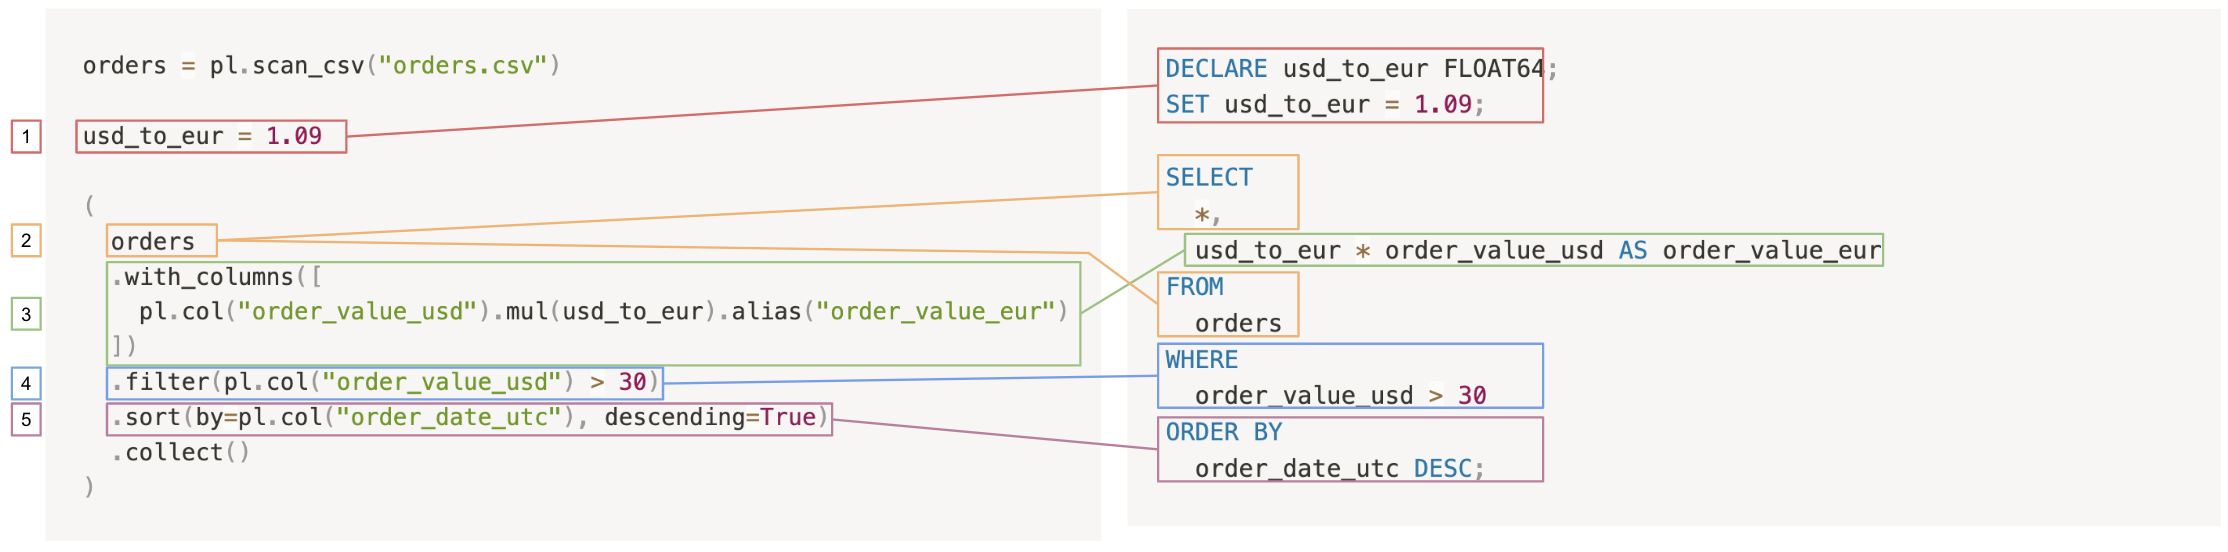 orders = pl.scan_csv("orders.csv")
1
usd_to_eur = 1.09
(
2
orders
.with_columns([
3
pl.col("order_value_usd").mul(usd_to_eur).alias("order_value_eur")
])
4
.filter(pl.col("order_value_usd") > 30)
5
.sort(by=pl.col("order_date_utc"), descending=True)
.collect()
)
DECLARE usd_to_eur FLOAT64;
SET usd_to_eur = 1.09;
SELECT
*,
usd_to_eur * order_value_usd AS order_value_eur
FROM
orders
WHERE
order_value_usd > 30
ORDER BY
order_date_utc DESC;